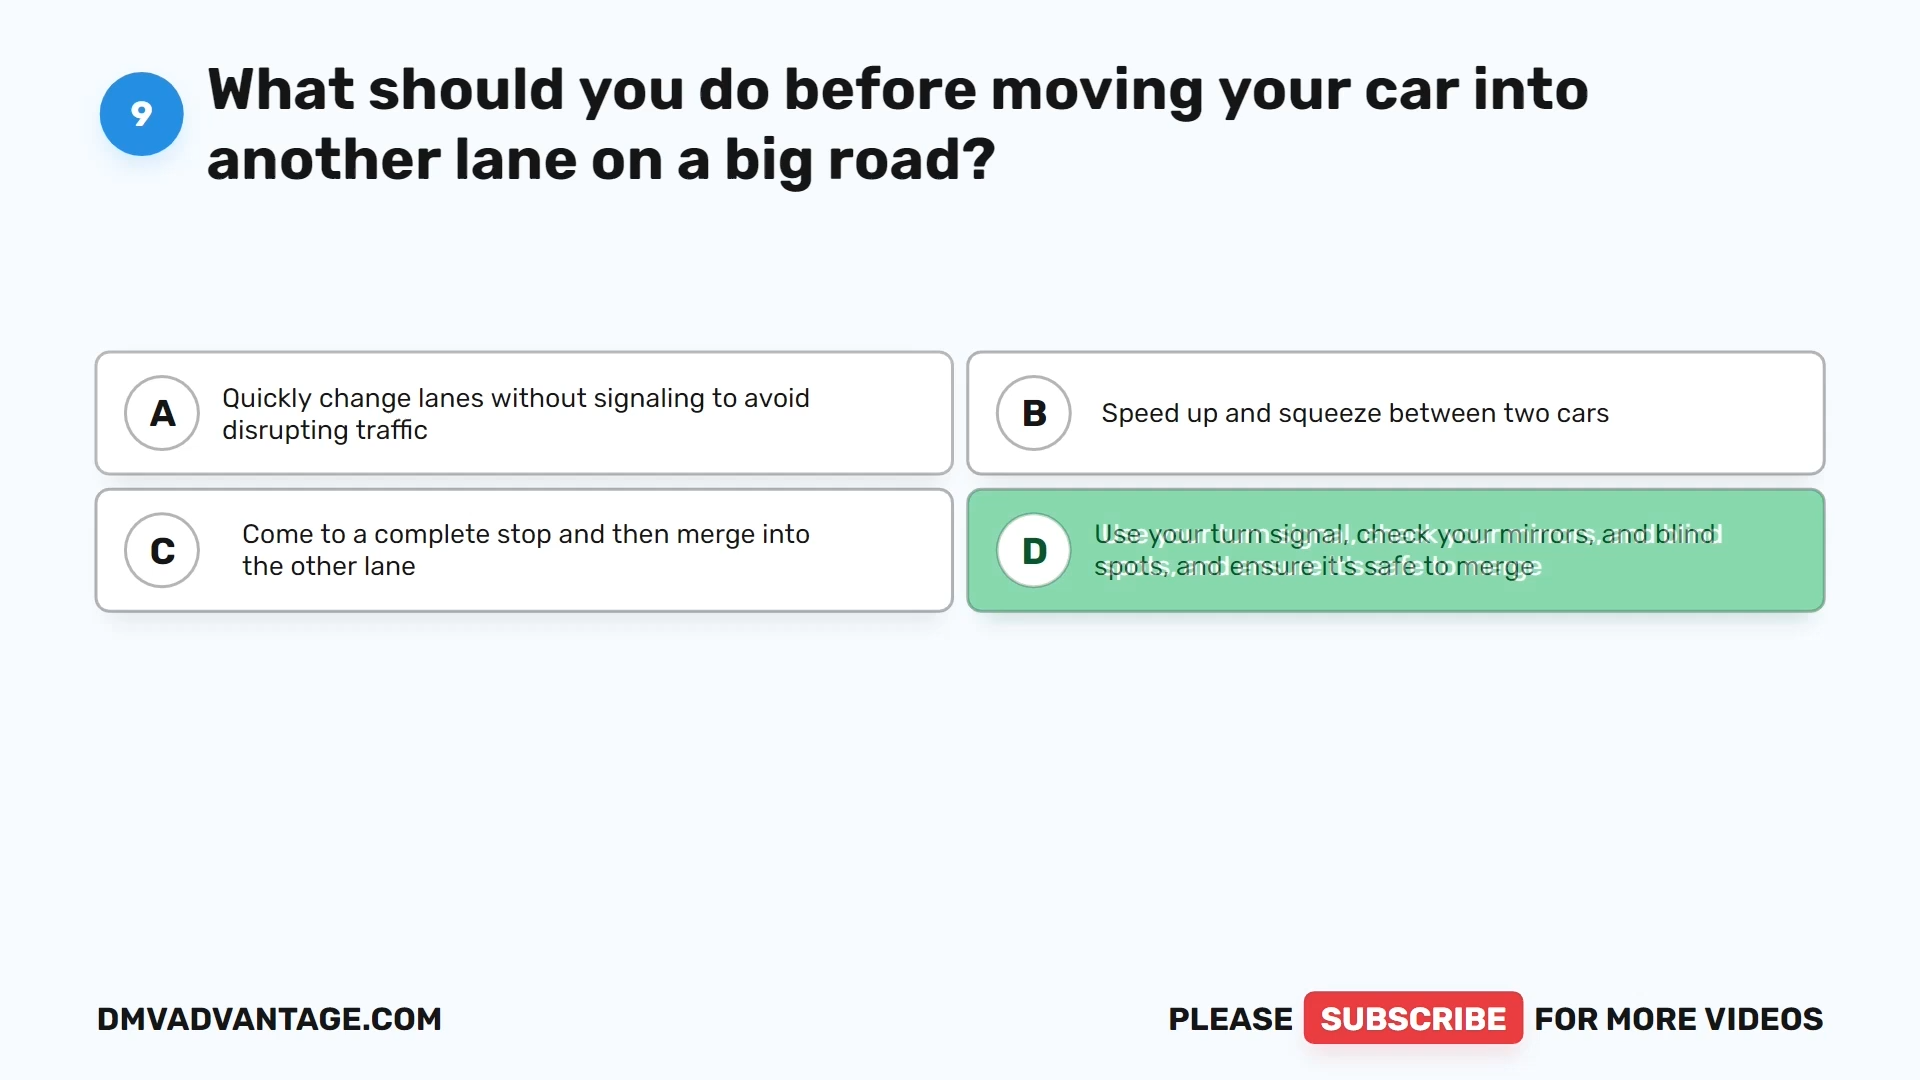 9
What should you do before moving your car into
another lane on a big road?
A
Quickly change lanes without signaling to avoid
disrupting traffic
B
Speed up and squeeze between two cars
C
Come to a complete stop and then merge into
the other lane
D
Use your turn signal, check your mirrors, and blind
spots, and ensure it's safe to merge
DMVADVANTAGE.COM
PLEASE SUBSCRIBE FOR MORE VIDEOS